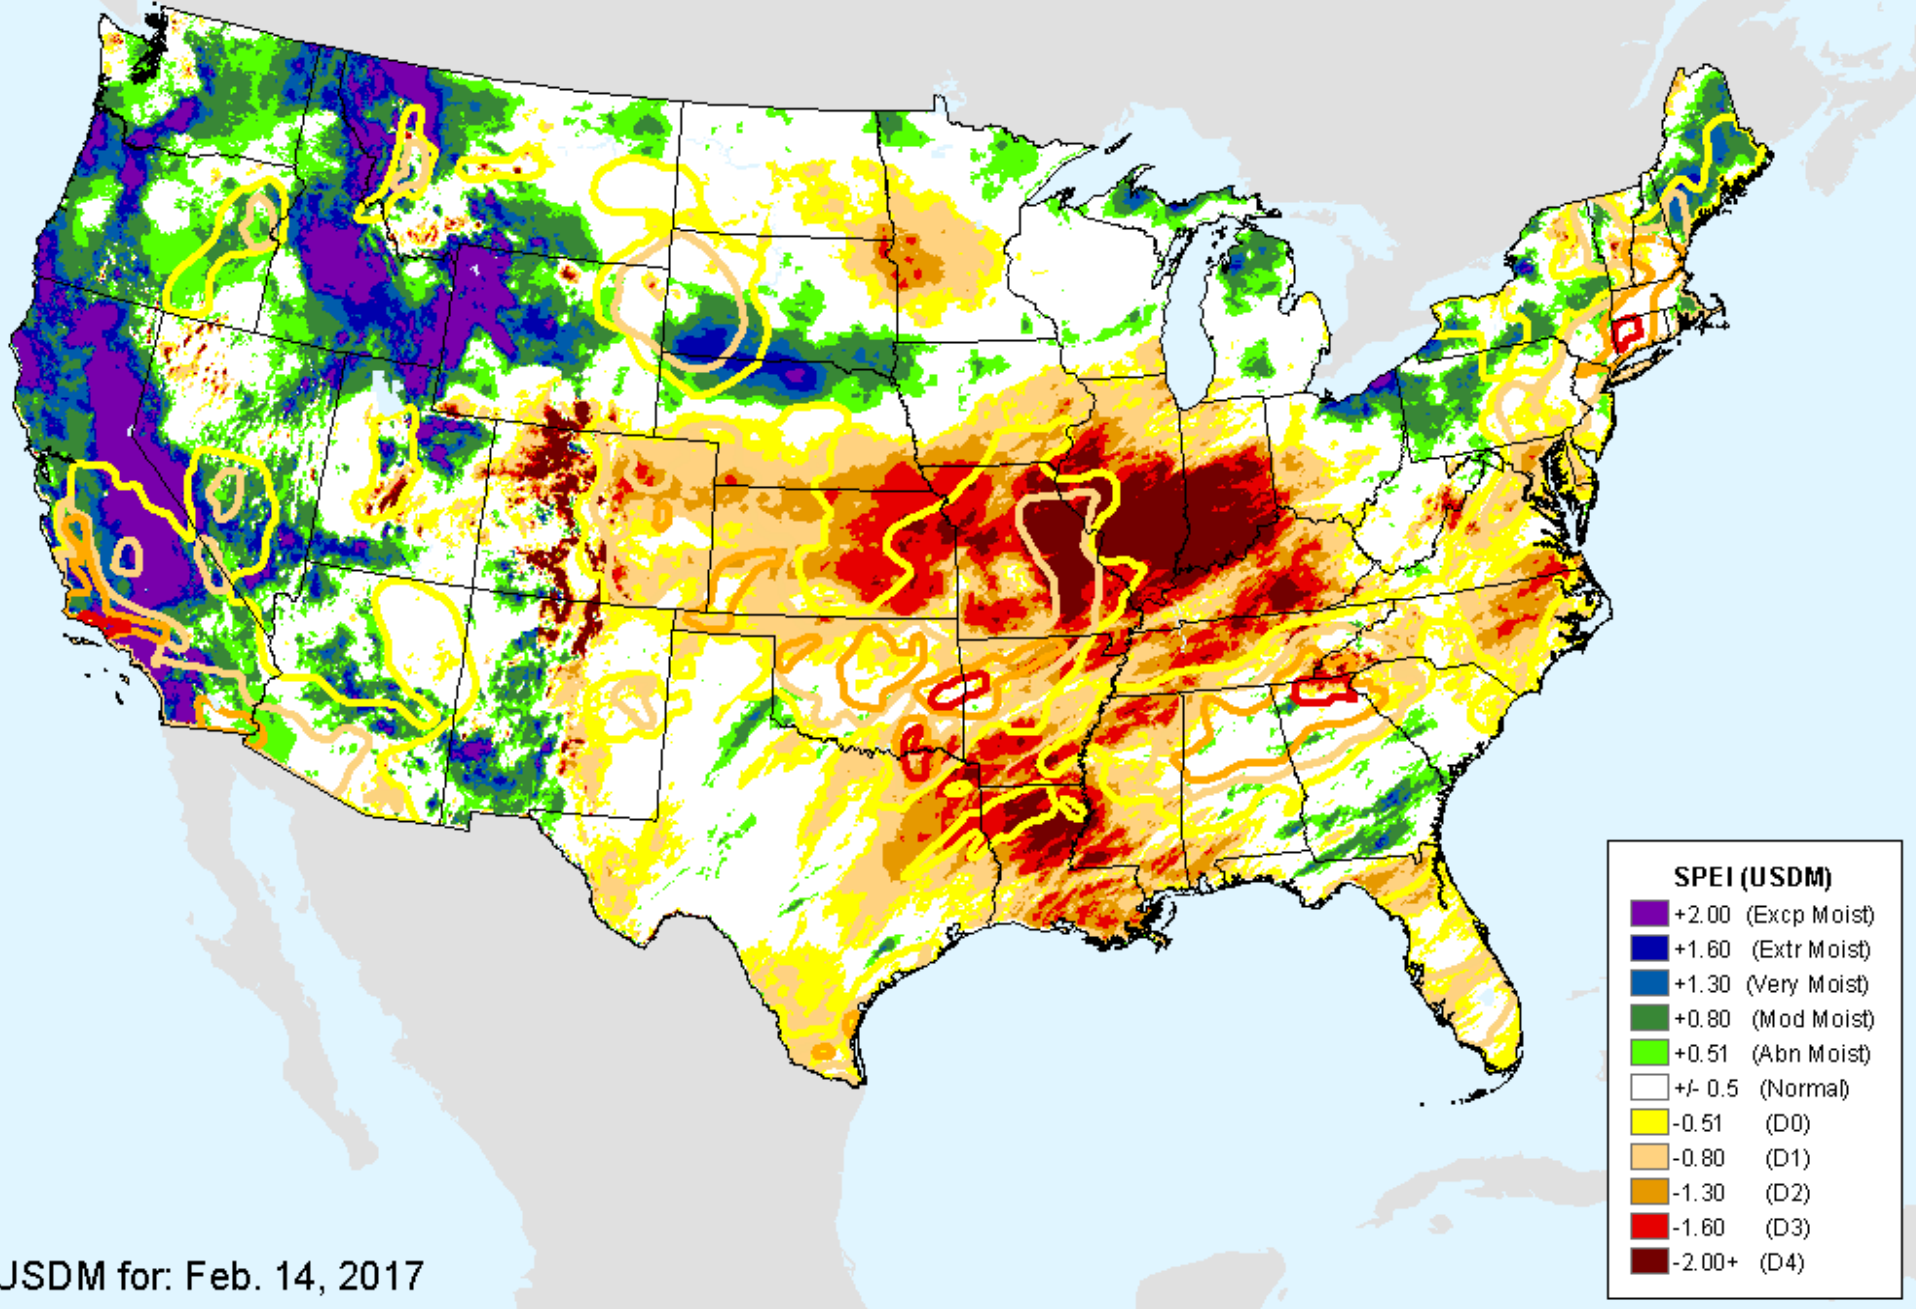 SPEI (USDM)
+2.00 (Excp Moist)
+1.60 (Extr Moist)
+1.30 (Very Moist)
+0.80 (Mod Moist)
+0.51 (Abn Moist)
+/- 0.5 (Normal)
-0.51 (D0)
-0.80 (D1)
-1.30 (D2)
-1.60 (D3)
-2.00+ (D4)
USDM for: Feb. 14, 2017